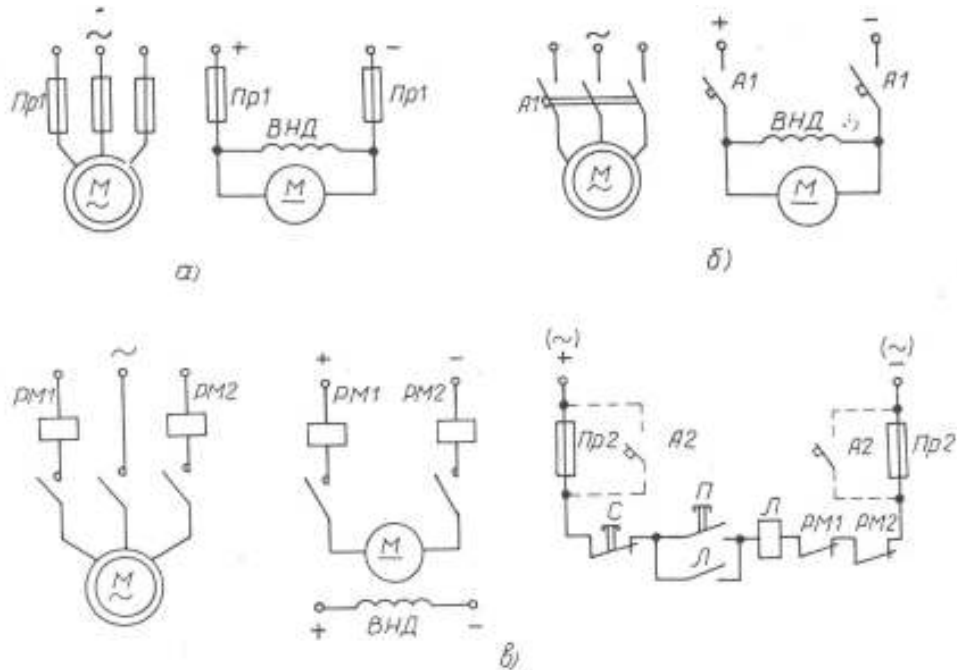 ~
+ -
Пр1
Пр1 Пр1
ВНД
М
~
М
а)
~
+ -
А1
А1 А1
ВНД
М
~
М
б)
~
РМ1 РМ2
М
~
+ -
РМ1 РМ2
М
+ ВНД -
(~)
+
(~)
-
Пр2 А2
А2 Пр2
С П Л РМ1 РМ2
Л
в)